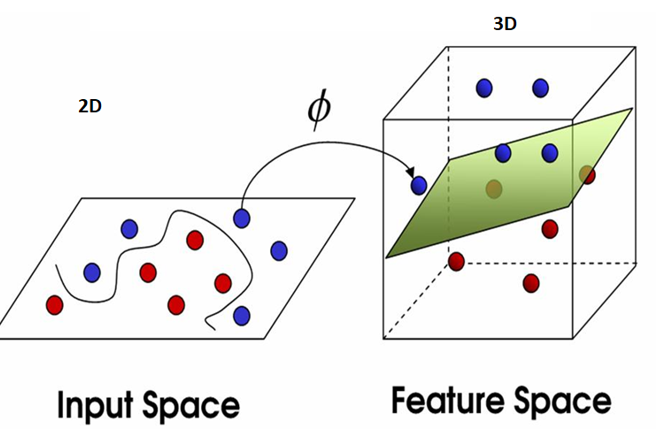 3D
2D
ϕ
Input Space
Feature Space